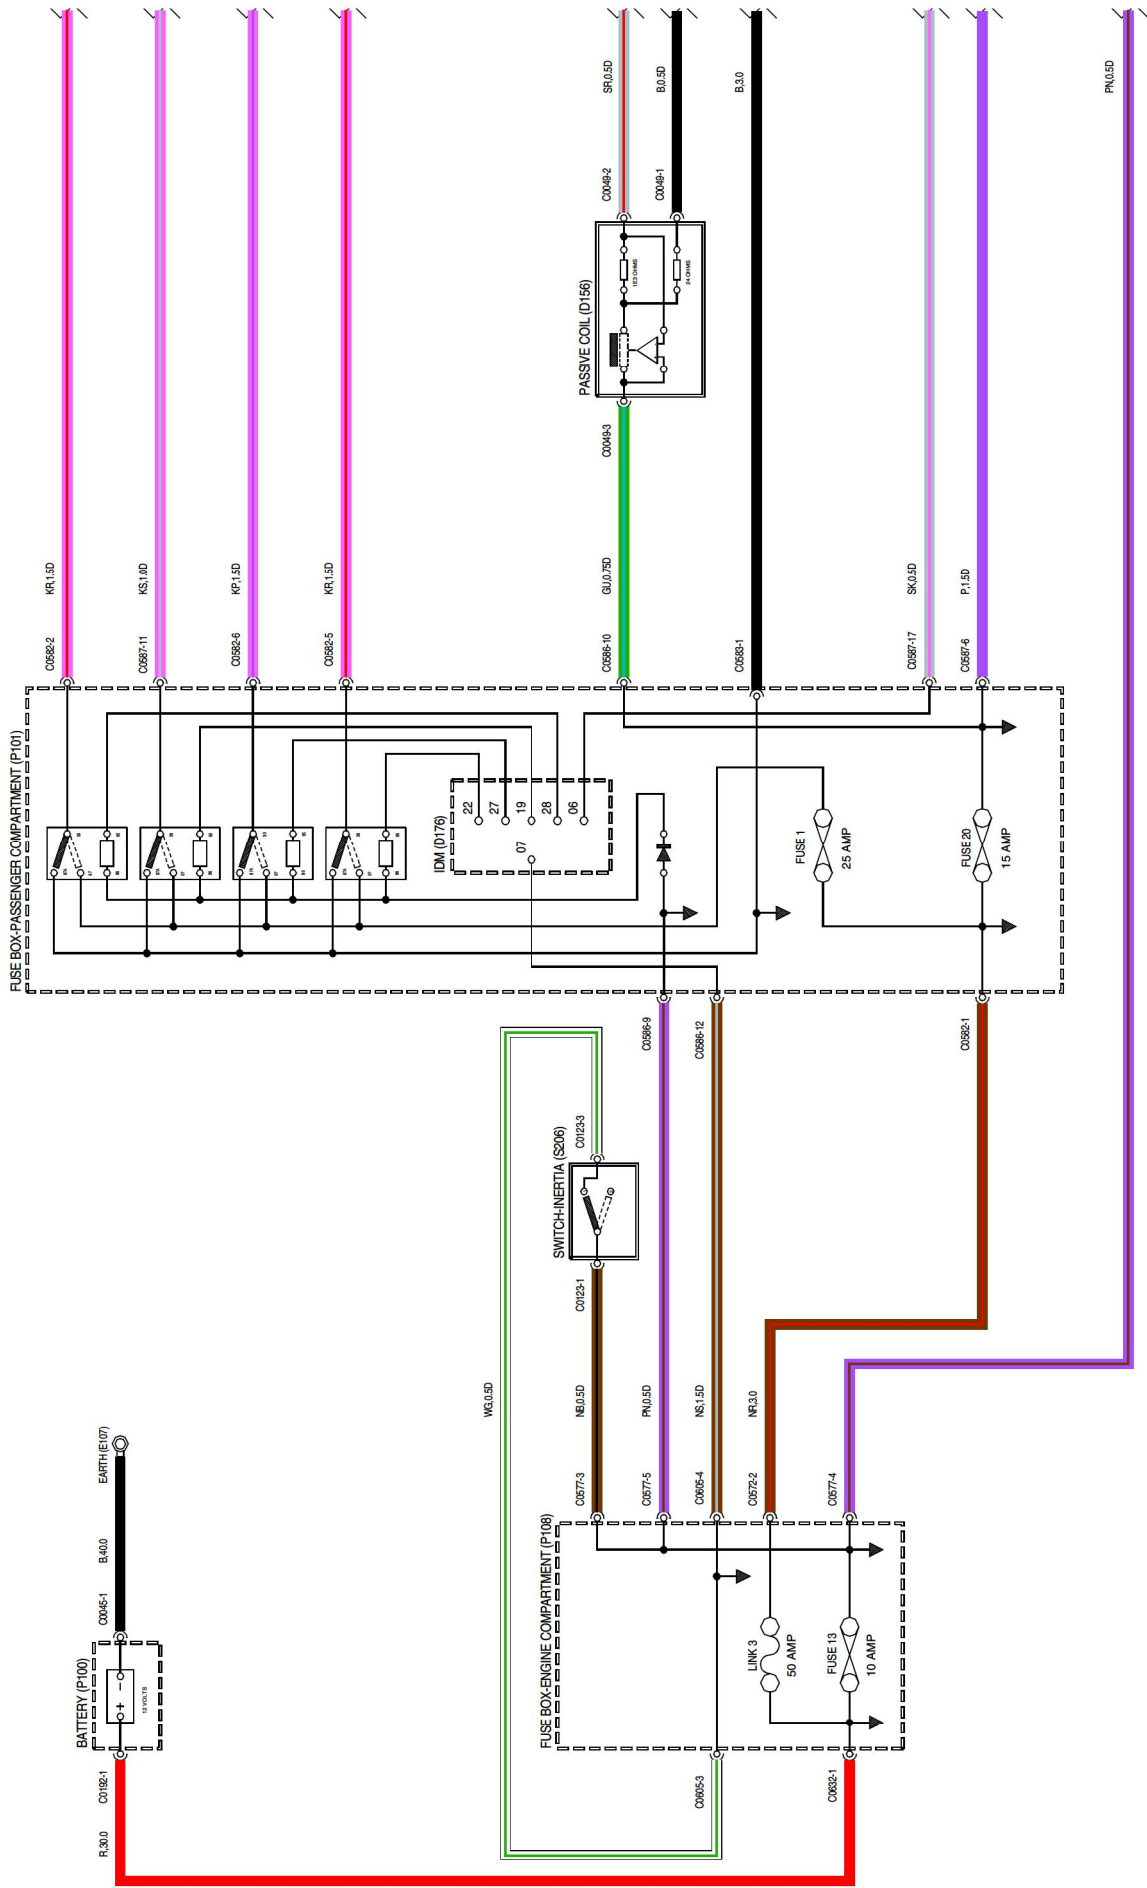 KR,1.5D
KS,1.0D
KP,1.5D
KR,1.5D
SR,0.5D
B,0.5D
B,3.0
PN,0.5D
C0049-2
C0049-1
PASSIVE COIL (D156)
1E3 OHMS
24 OHMS
C0049-3
GU,0.75D
SK,0.5D
P,1.5D
C0582-2
C0587-11
C0582-6
C0582-5
C0586-10
C0583-1
C0587-17
C0587-6
FUSE BOX-PASSENGER COMPARTMENT (P101)
IDM (D176)
22
27
19
28
06
07
FUSE 1
25 AMP
FUSE 20
15 AMP
C0586-9
C0586-12
C0582-1
SWITCH-INERTIA (S206)
C0123-3
C0123-1
WG,0.5D
NB,0.5D
PN,0.5D
NS,1.5D
NR,3.0
EARTH (E107)
B,40.0
C0045-1
C0577-3
C0577-5
C0605-4
C0572-2
C0577-4
BATTERY (P100)
+ −
12 VOLTS
FUSE BOX-ENGINE COMPARTMENT (P108)
LINK 3
50 AMP
FUSE 13
10 AMP
C0192-1
R,30.0
C0605-3
C0632-1